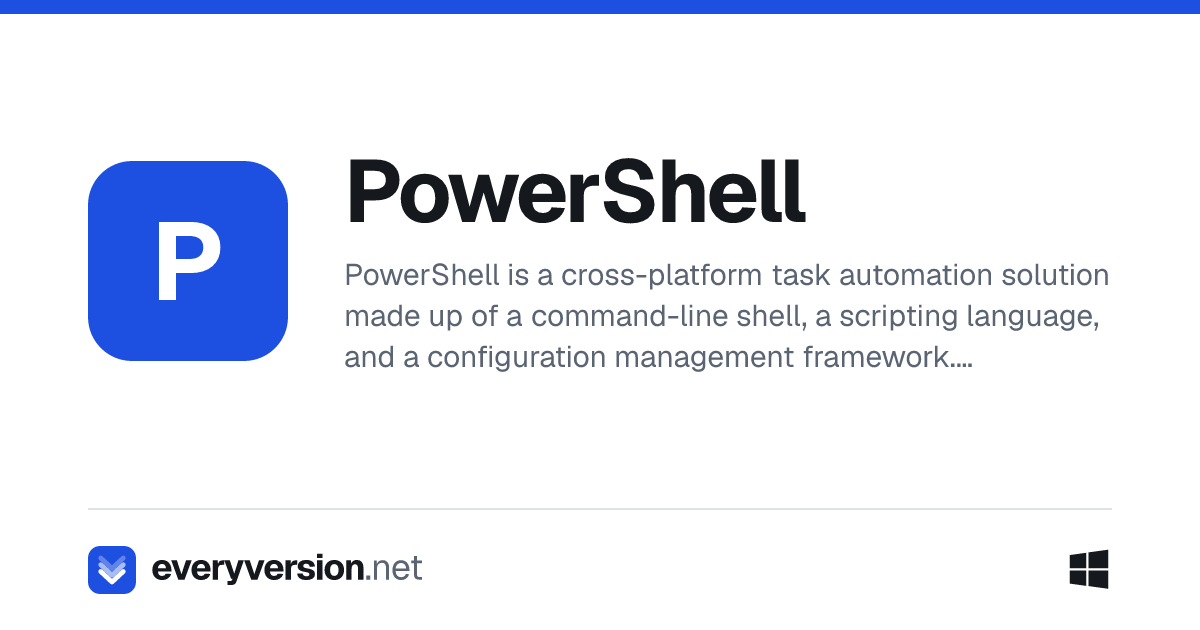 P
PowerShell
PowerShell is a cross-platform task automation solution
made up of a command-line shell, a scripting language,
and a configuration management framework....
everyversion.net